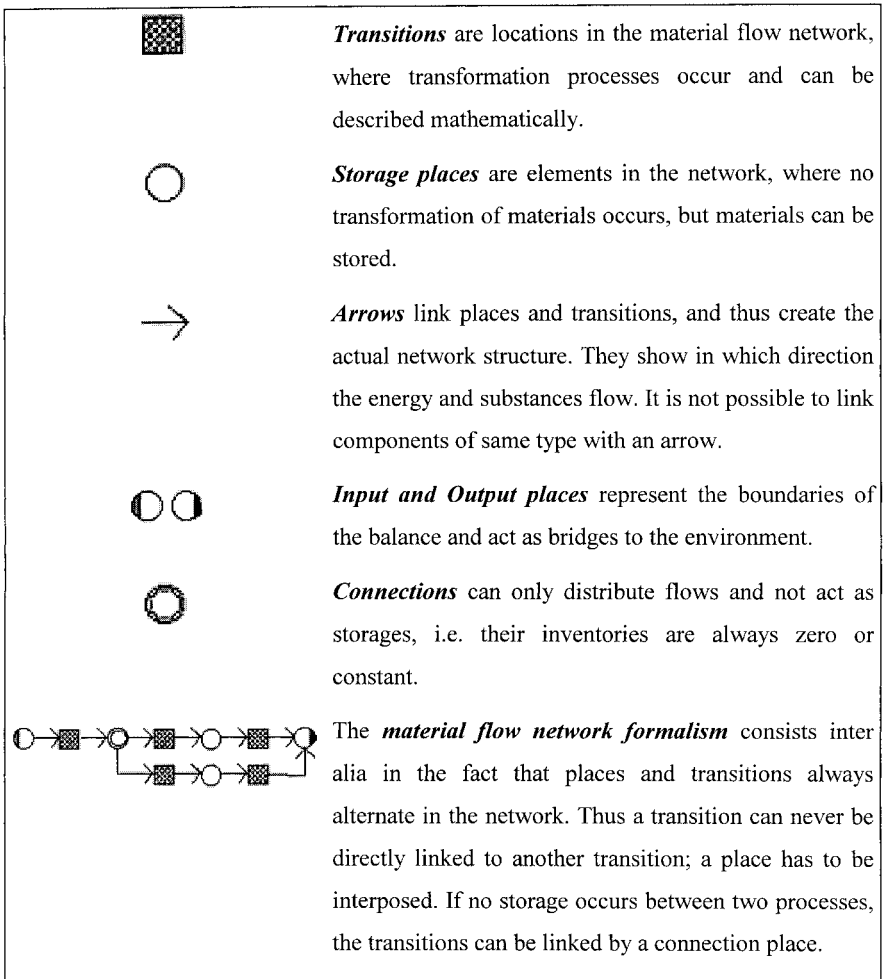 Transitions are locations in the material flow network,
where transformation processes occur and can be
described mathematically.
Storage places are elements in the network, where no
transformation of materials occurs, but materials can be
stored.
Arrows link places and transitions, and thus create the
actual network structure. They show in which direction
the energy and substances flow. It is not possible to link
components of same type with an arrow.
Input and Output places represent the boundaries of
the balance and act as bridges to the environment.
Connections can only distribute flows and not act as
storages, i.e. their inventories are always zero or
constant.
The material flow network formalism consists inter
alia in the fact that places and transitions always
alternate in the network. Thus a transition can never be
directly linked to another transition; a place has to be
interposed. If no storage occurs between two processes,
the transitions can be linked by a connection place.